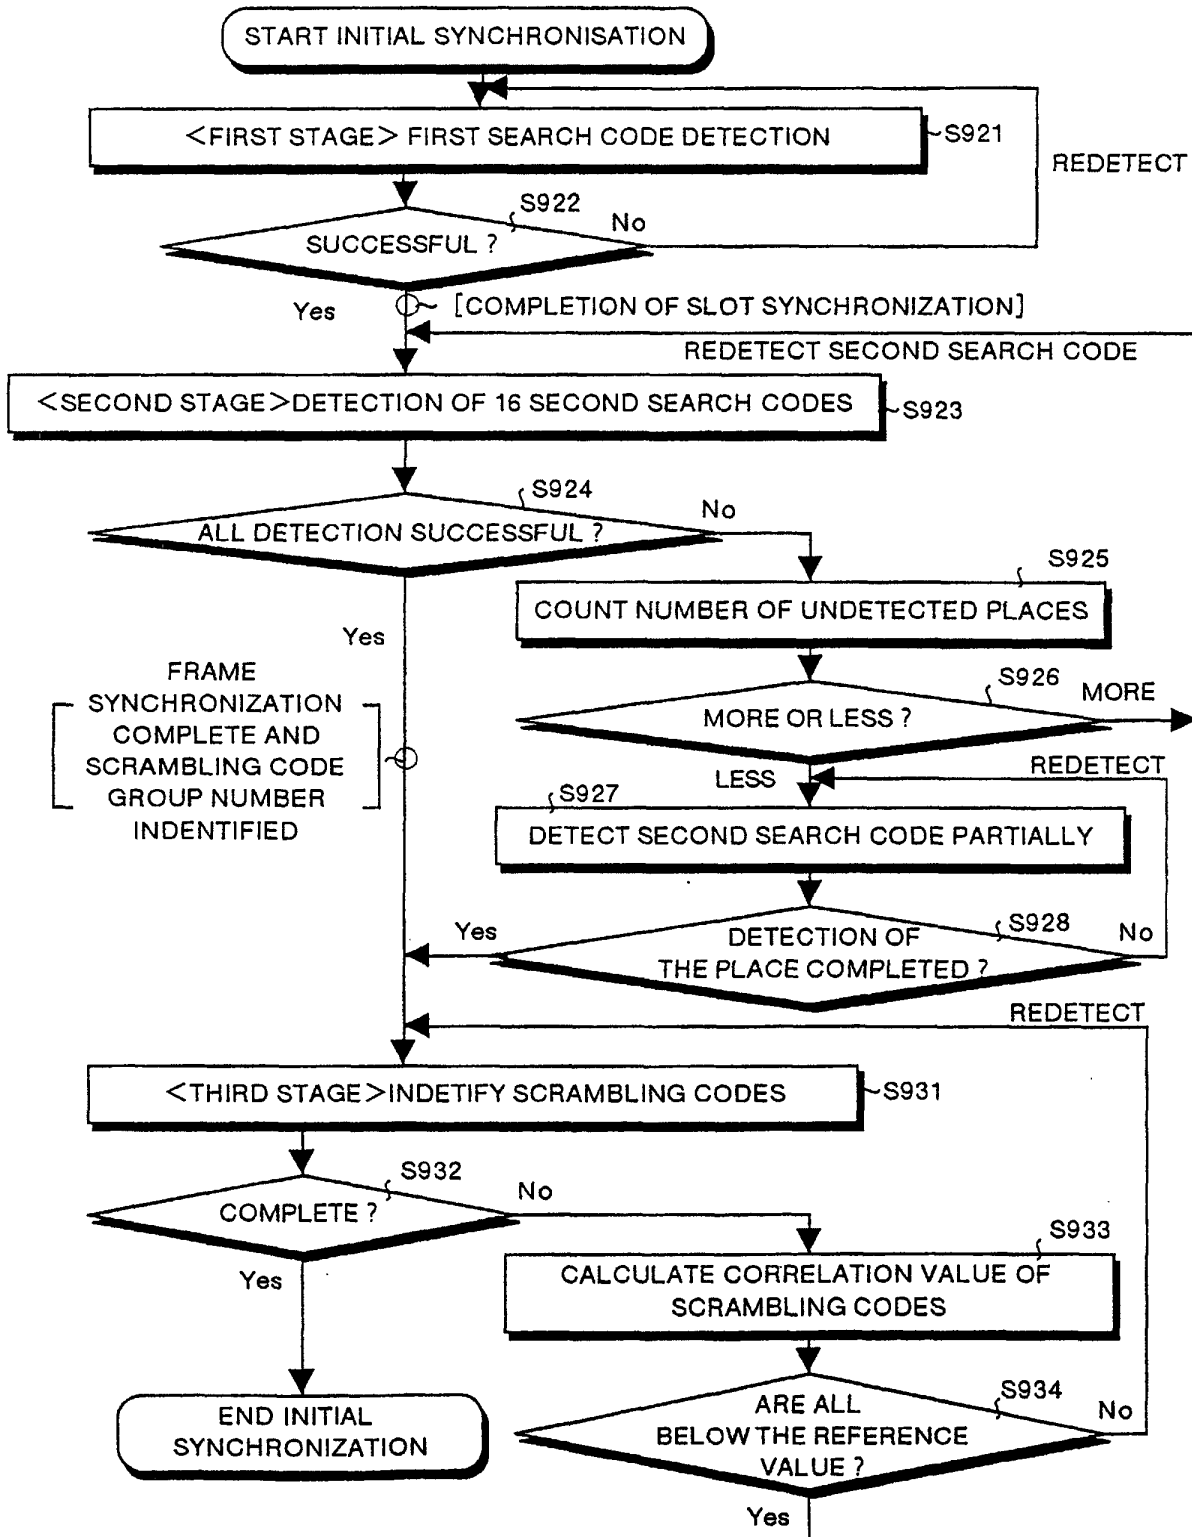 START INITIAL SYNCHRONISATION
<FIRST STAGE> FIRST SEARCH CODE DETECTION
S921
REDETECT
S922
SUCCESSFUL ?
No
Yes
[COMPLETION OF SLOT SYNCHRONIZATION]
REDETECT SECOND SEARCH CODE
<SECOND STAGE>DETECTION OF 16 SECOND SEARCH CODES
S923
S924
ALL DETECTION SUCCESSFUL ?
No
S925
COUNT NUMBER OF UNDETECTED PLACES
Yes
FRAME
SYNCHRONIZATION
COMPLETE AND
SCRAMBLING CODE
GROUP NUMBER
INDENTIFIED
S926
MORE OR LESS ?
MORE
LESS
REDETECT
S927
DETECT SECOND SEARCH CODE PARTIALLY
S928
DETECTION OF
THE PLACE COMPLETED ?
Yes
No
REDETECT
<THIRD STAGE>INDETIFY SCRAMBLING CODES
S931
S932
COMPLETE ?
No
Yes
S933
CALCULATE CORRELATION VALUE OF
SCRAMBLING CODES
END INITIAL
SYNCHRONIZATION
S934
ARE ALL
BELOW THE REFERENCE
VALUE ?
No
Yes